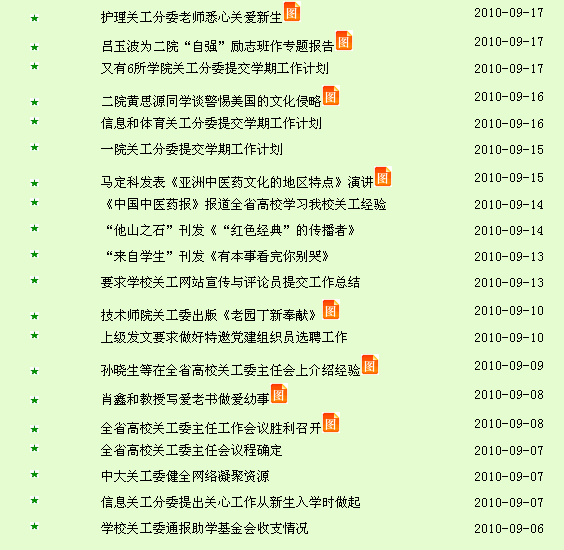 护理关工分委老师悉心关爱新生图 2010-09-17
吕玉波为二院“自强”励志班作专题报告图 2010-09-17
又有6所学院关工分委提交学期工作计划 2010-09-17
二院黄思源同学谈警惕美国的文化侵略图 2010-09-16
信息和体育关工分委提交学期工作计划 2010-09-16
一院关工分委提交学期工作计划 2010-09-15
马定科发表《亚洲中医药文化的地区特点》演讲图 2010-09-15
《中国中医药报》报道全省高校学习我校关工经验 2010-09-14
“他山之石”刊发《“红色经典”的传播者》 2010-09-14
“来自学生”刊发《有本事看完你别哭》 2010-09-13
要求学校关工网站宣传与评论员提交工作总结 2010-09-13
技术师院关工委出版《老园丁新奉献》图 2010-09-10
上级发文要求做好特邀党建组织员选聘工作 2010-09-10
孙晓生等在全省高校关工委主任会上介绍经验图 2010-09-09
肖鑫和教授写爱老书做爱幼事图 2010-09-08
全省高校关工委主任工作会议胜利召开图 2010-09-08
全省高校关工委主任会议程确定 2010-09-07
中大关工委健全网络凝聚资源 2010-09-07
信息关工分委提出关心工作从新生入学时做起 2010-09-07
学校关工委通报助学基金会收支情况 2010-09-06